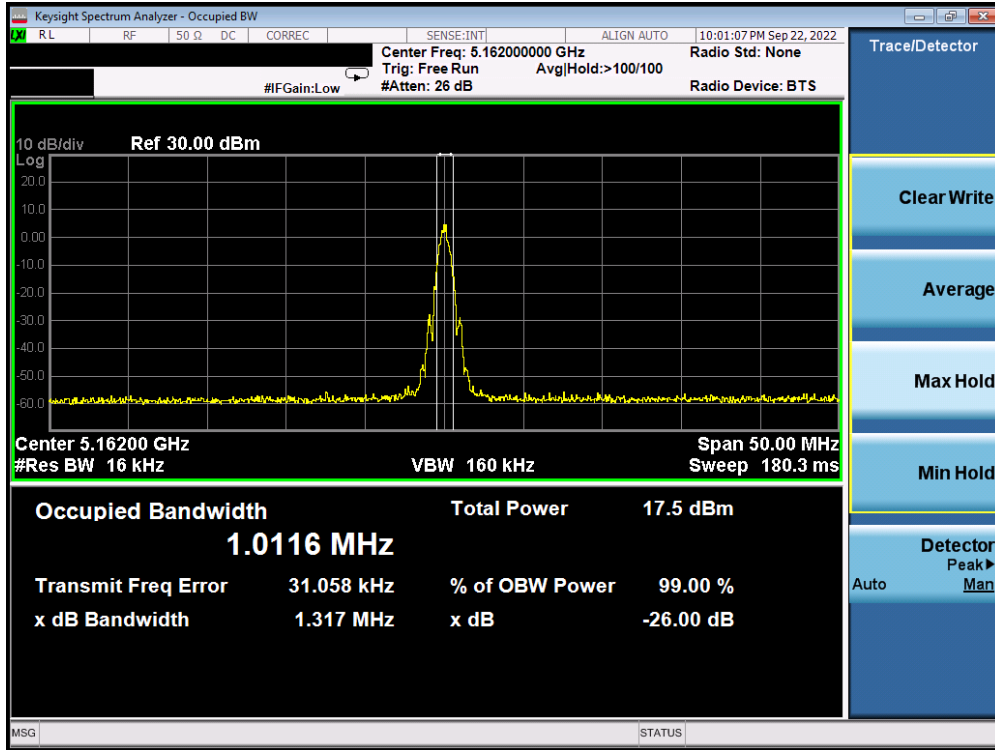 Keysight Spectrum Analyzer - Occupied BW
LXI RL RF 50 Ω DC CORREC SENSE:INT ALIGN AUTO 10:01:07 PM Sep 22, 2022
Center Freq: 5.162000000 GHz Radio Std: None
Trig: Free Run Avg|Hold:>100/100
#IFGain:Low #Atten: 26 dB Radio Device: BTS
10 dB/div Ref 30.00 dBm
Log
20.0
10.0
0.00
-10.0
-20.0
-30.0
-40.0
-50.0
-60.0
Center 5.16200 GHz Span 50.00 MHz
#Res BW 16 kHz VBW 160 kHz Sweep 180.3 ms
Occupied Bandwidth Total Power 17.5 dBm
1.0116 MHz
Transmit Freq Error 31.058 kHz % of OBW Power 99.00 %
x dB Bandwidth 1.317 MHz x dB -26.00 dB
MSG STATUS
Trace/Detector
Clear Write
Average
Max Hold
Min Hold
Detector
Peak▶
Auto Man